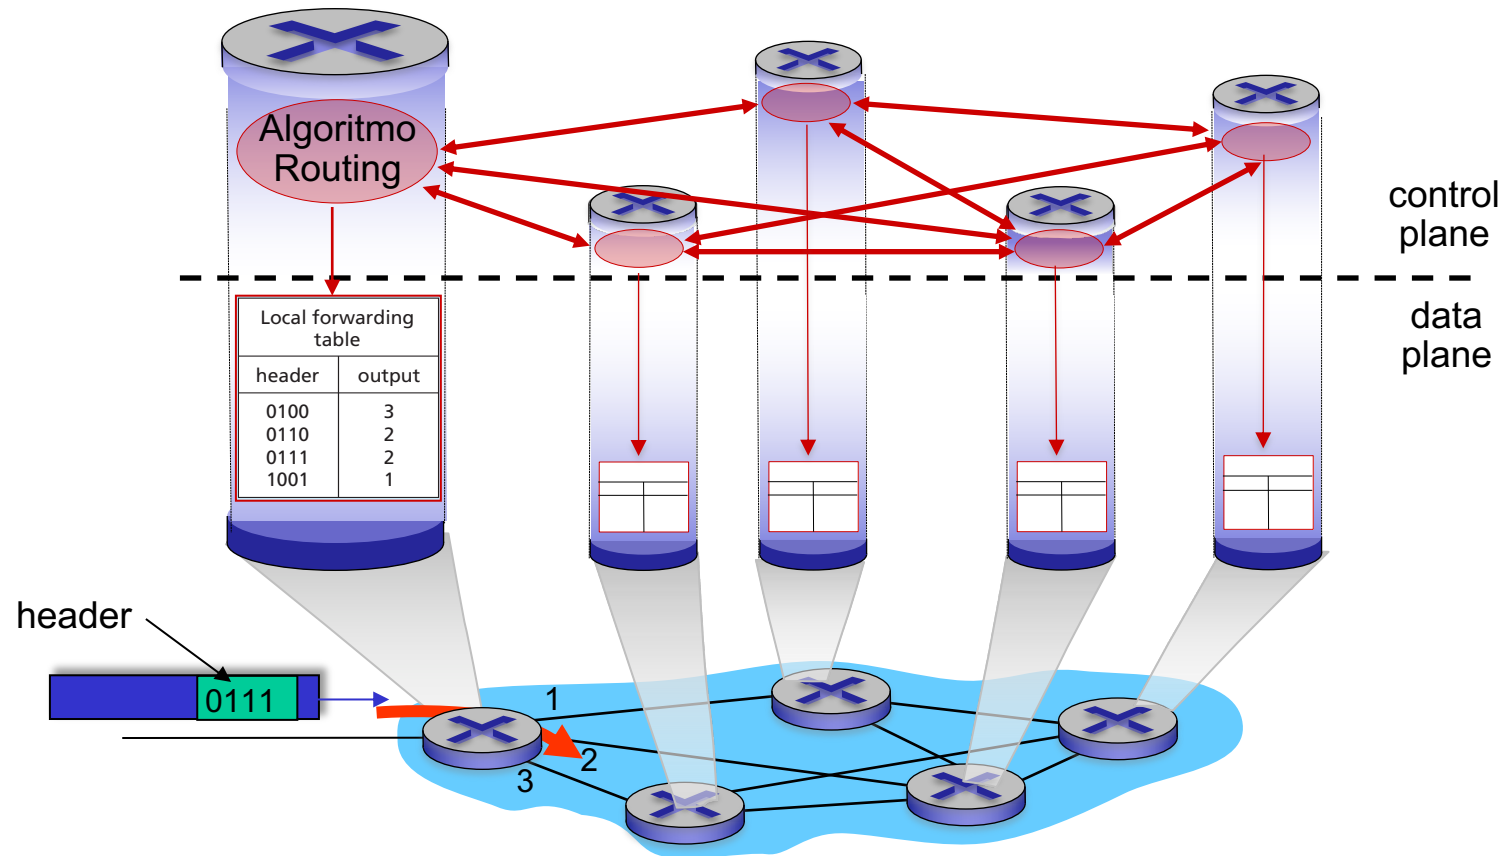 Algoritmo
Routing
control
plane
data
plane
Local forwarding
table
header output
0100 3
0110 2
0111 2
1001 1
header
0111
1
2
3